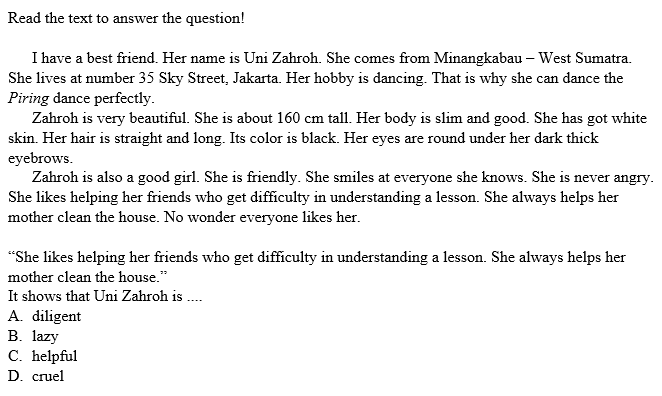 Read the text to answer the question!
I have a best friend. Her name is Uni Zahroh. She comes from Minangkabau – West Sumatra.
She lives at number 35 Sky Street, Jakarta. Her hobby is dancing. That is why she can dance the
Piring dance perfectly.
Zahroh is very beautiful. She is about 160 cm tall. Her body is slim and good. She has got white
skin. Her hair is straight and long. Its color is black. Her eyes are round under her dark thick
eyebrows.
Zahroh is also a good girl. She is friendly. She smiles at everyone she knows. She is never angry.
She likes helping her friends who get difficulty in understanding a lesson. She always helps her
mother clean the house. No wonder everyone likes her.
“She likes helping her friends who get difficulty in understanding a lesson. She always helps her
mother clean the house.”
It shows that Uni Zahroh is ....
A. diligent
B. lazy
C. helpful
D. cruel